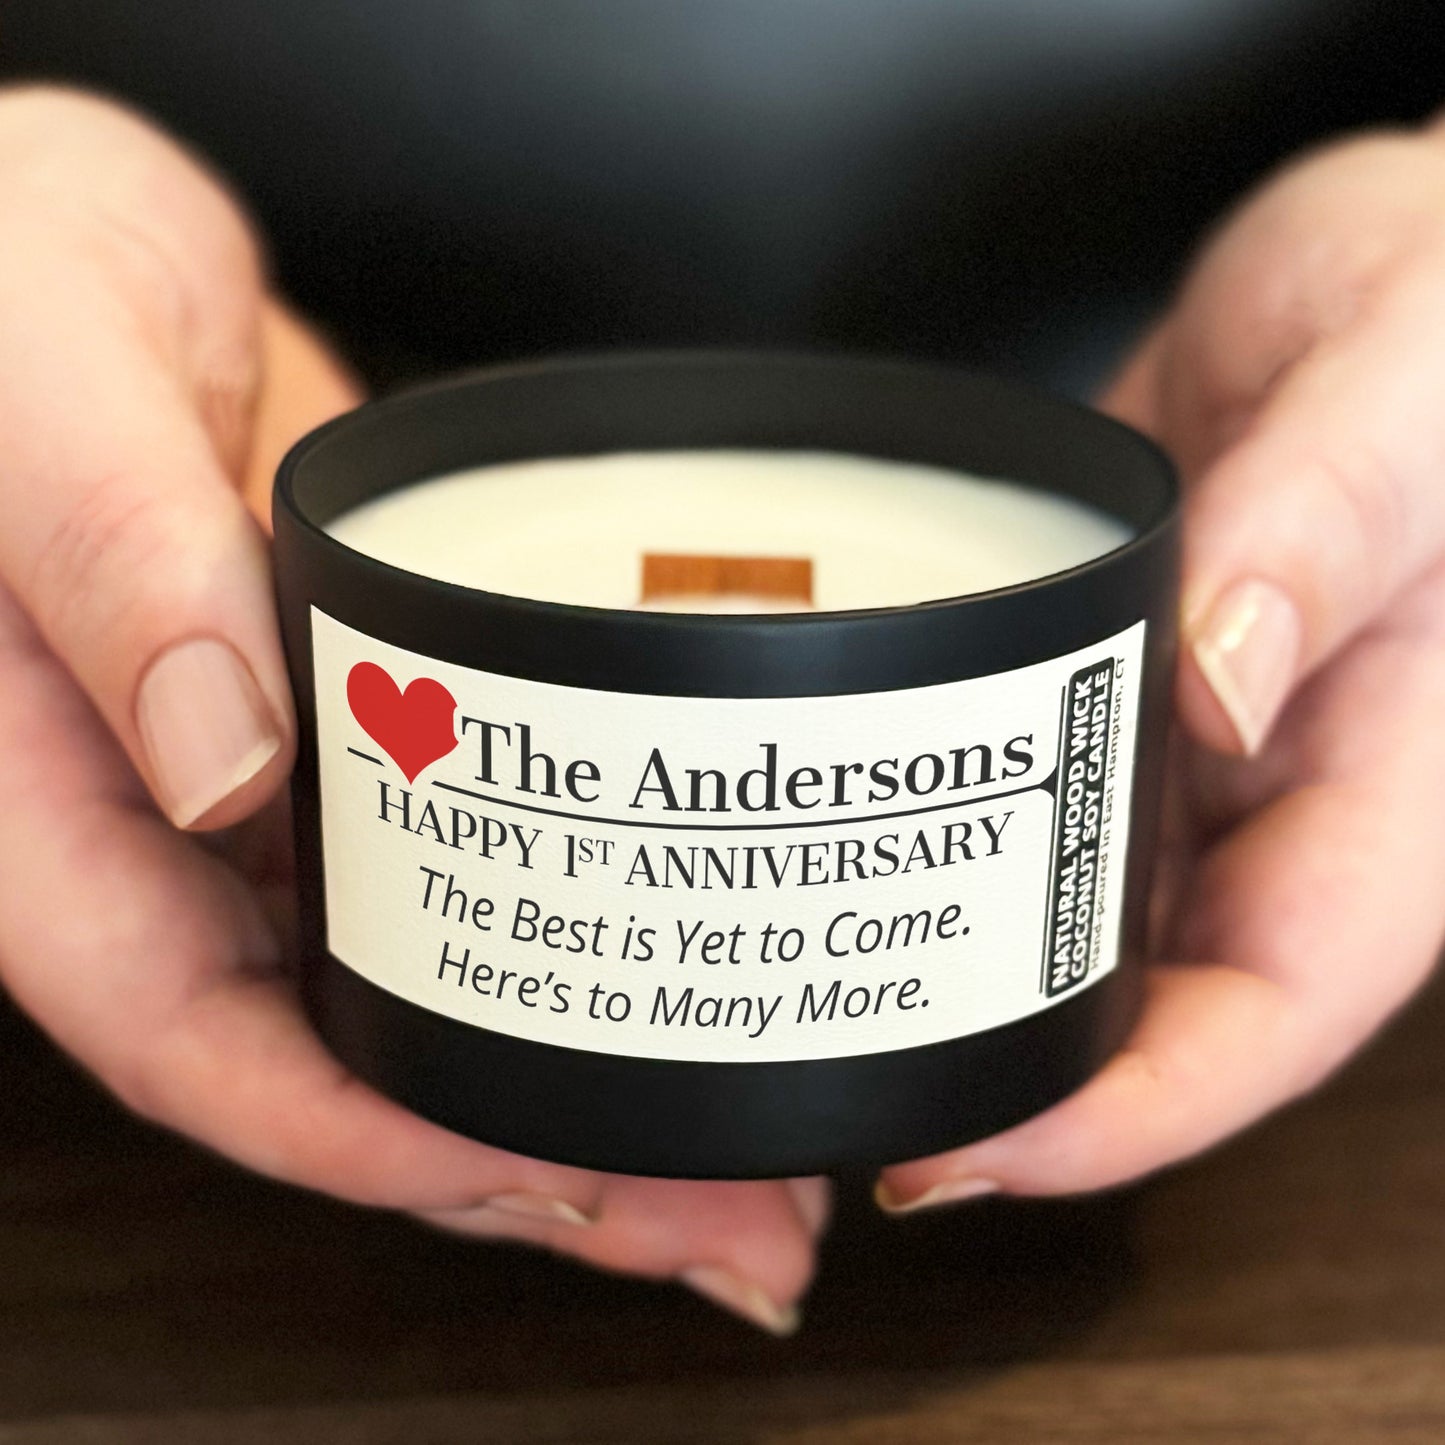 The Andersons
HAPPY 1ST ANNIVERSARY
The Best is Yet to Come.
Here's to Many More.
NATURAL WOOD WICK
COCONUT SOY CANDLE
Hand-poured in East Hampton, CT